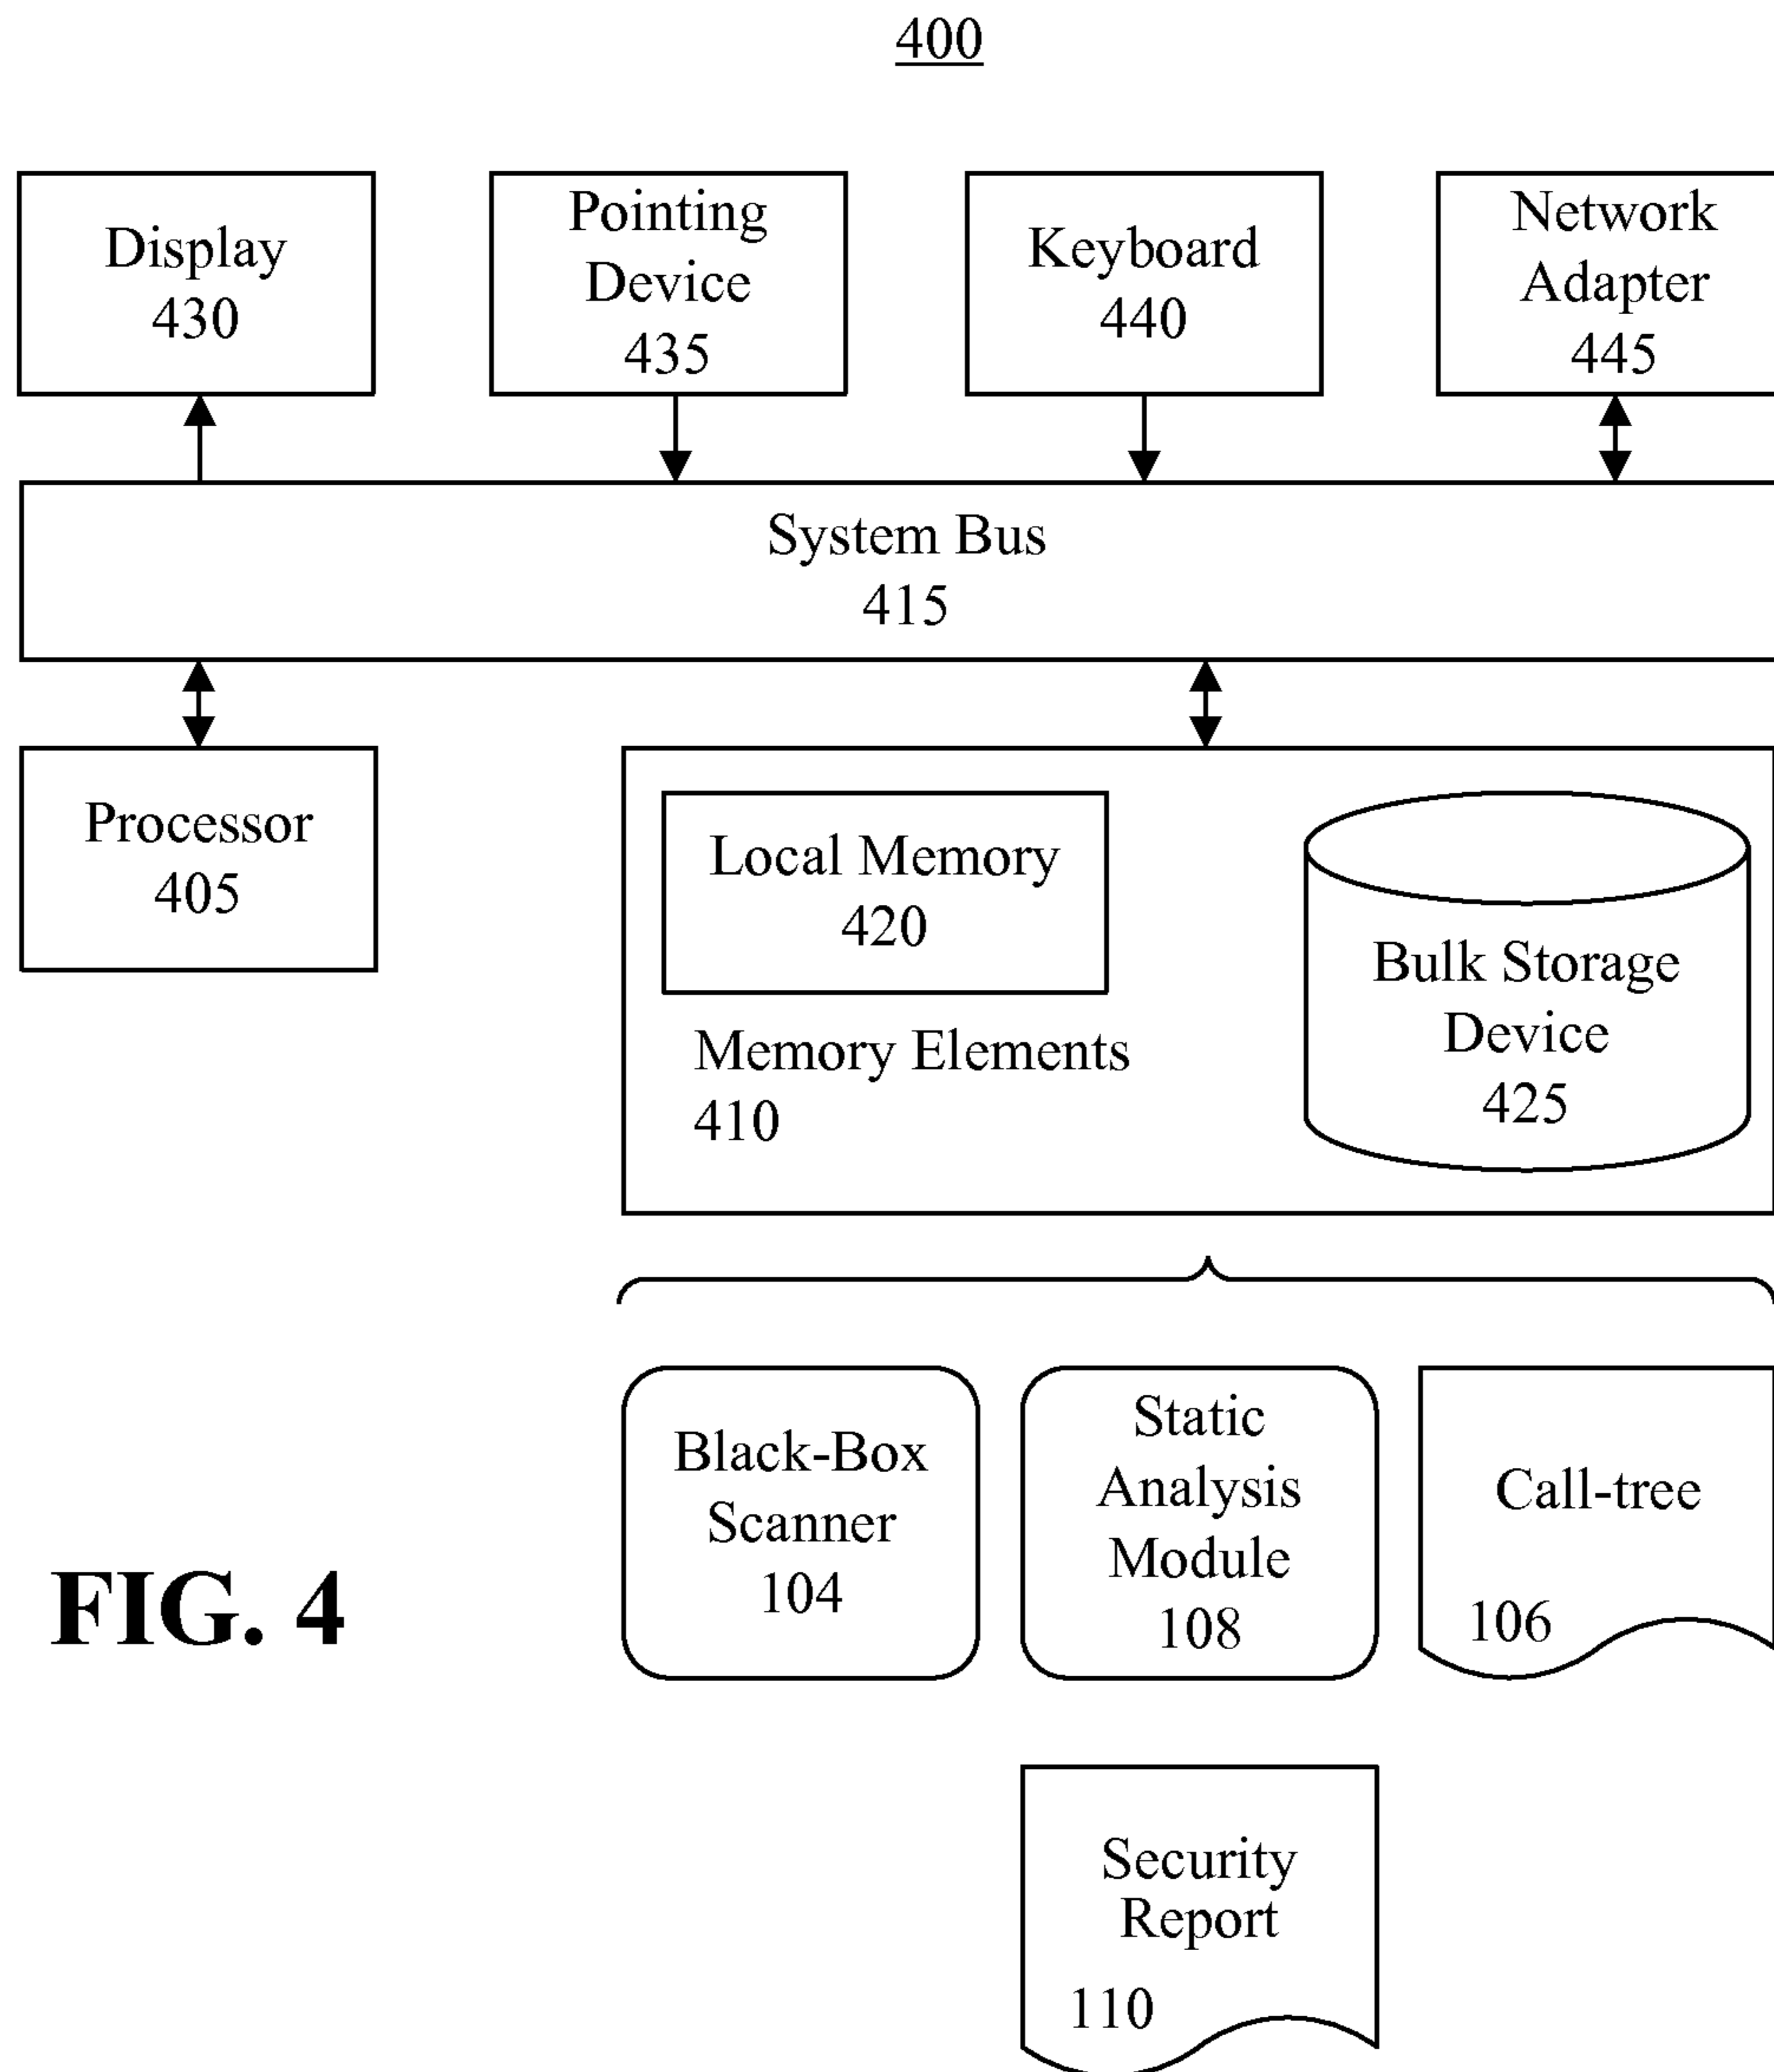 400
Display
430
Pointing
Device
435
Keyboard
440
Network
Adapter
445
System Bus
415
Processor
405
Local Memory
420
Memory Elements
410
Bulk Storage
Device
425
Black-Box
Scanner
104
Static
Analysis
Module
108
Call-tree
106
Security
Report
110
FIG. 4